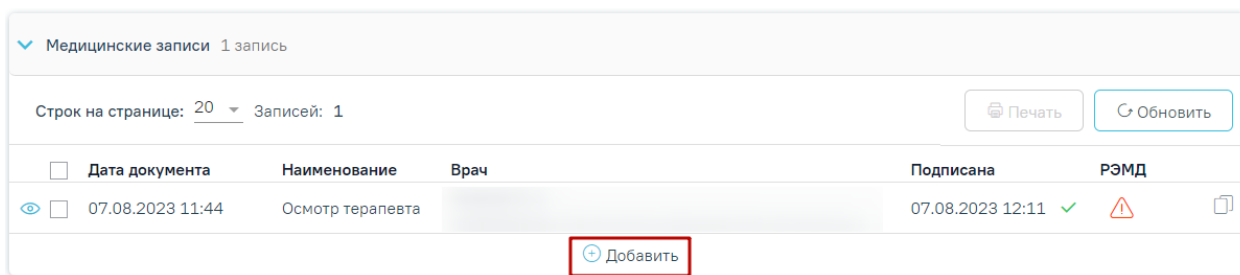 Медицинские записи 1 запись
Строк на странице: 20 Записей: 1 Печать Обновить
Дата документа Наименование Врач Подписана РЭМД
07.08.2023 11:44 Осмотр терапевта 07.08.2023 12:11
Добавить